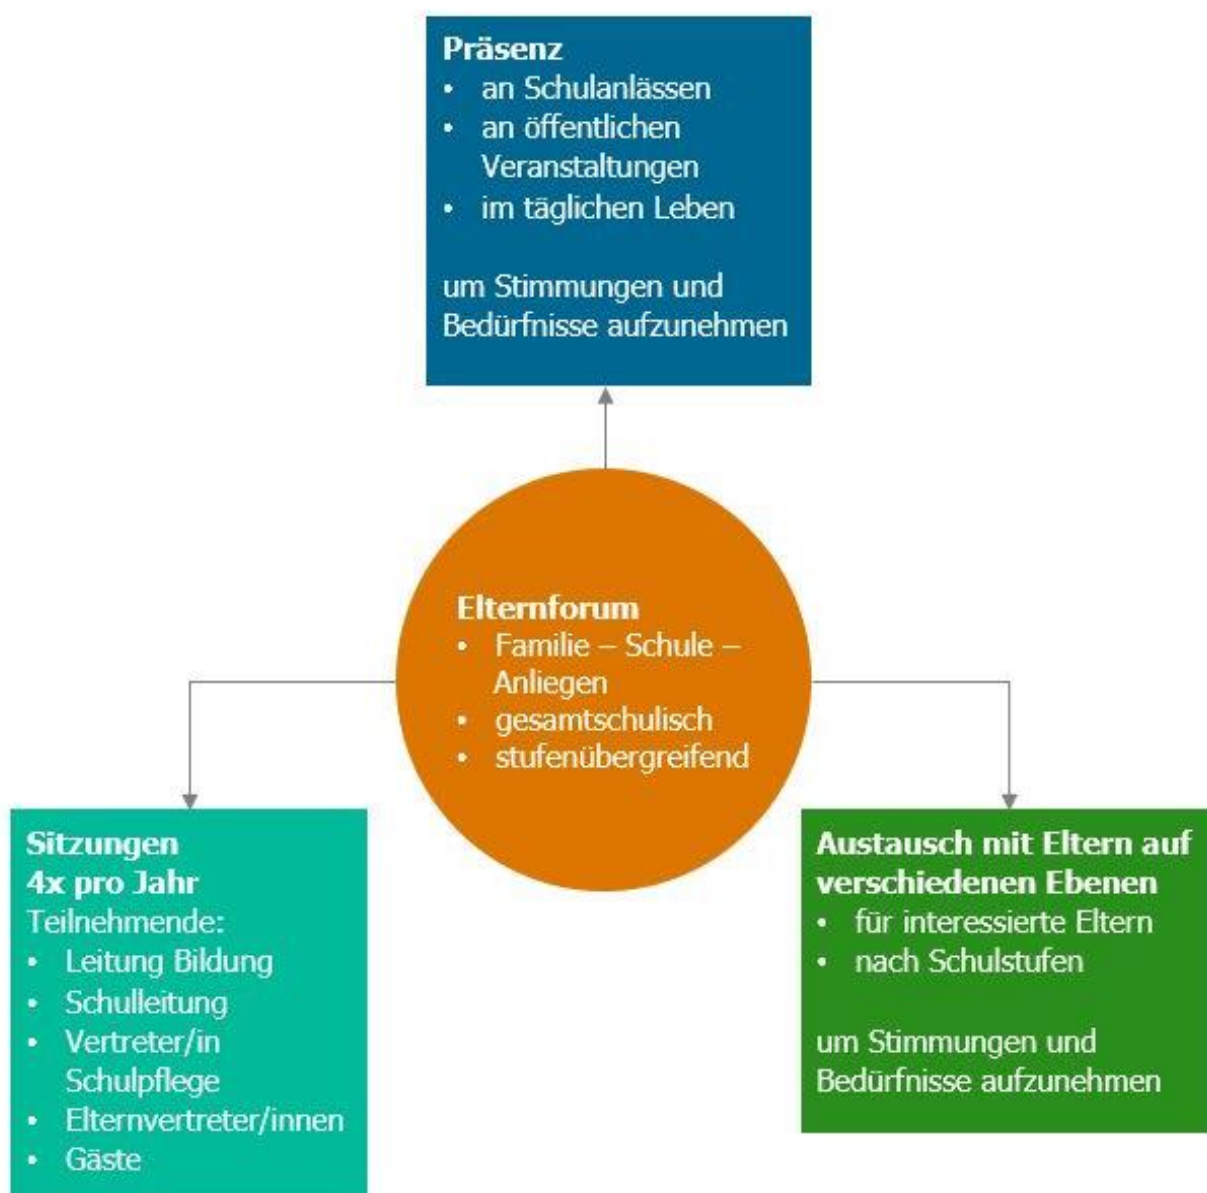 Präsenz
• an Schulanlässen
• an öffentlichen
Veranstaltungen
• im täglichen Leben
um Stimmungen und
Bedürfnisse aufzunehmen
Elternforum
• Familie – Schule –
Anliegen
• gesamtschulisch
• stufenübergreifend
Sitzungen
4x pro Jahr
Teilnehmende:
• Leitung Bildung
• Schulleitung
• Vertreter/in
Schulpflege
• Elternvertreter/innen
• Gäste
Austausch mit Eltern auf
verschiedenen Ebenen
• für interessierte Eltern
• nach Schulstufen
um Stimmungen und
Bedürfnisse aufzunehmen